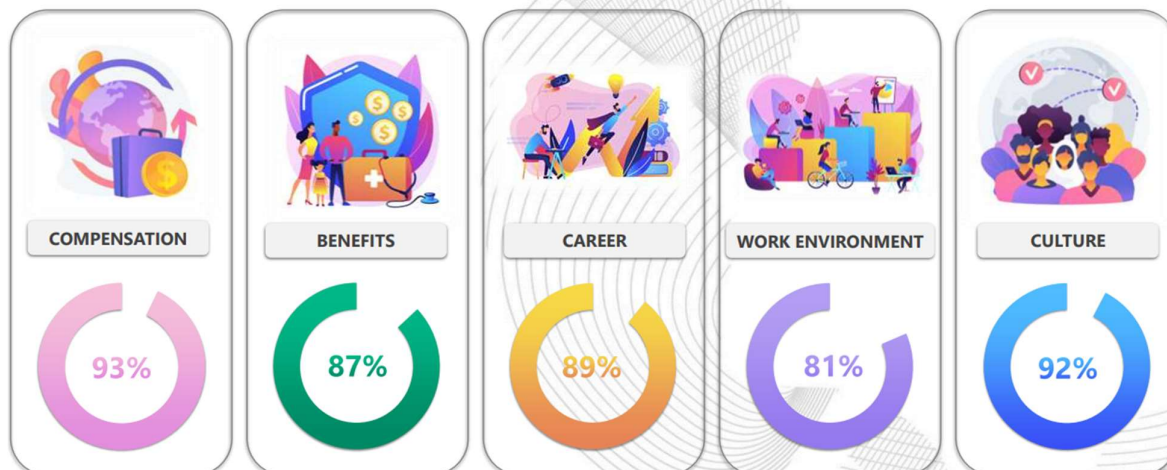 COMPENSATION
BENEFITS
CAREER
WORK ENVIRONMENT
CULTURE
93%
87%
89%
81%
92%